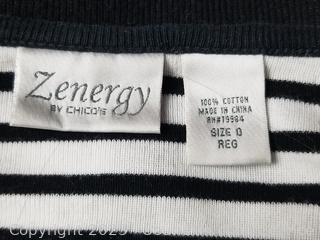 Zenergy
BY CHICO'S
100% COTTON
MADE IN CHINA
RN#79984
SIZE 0
REG